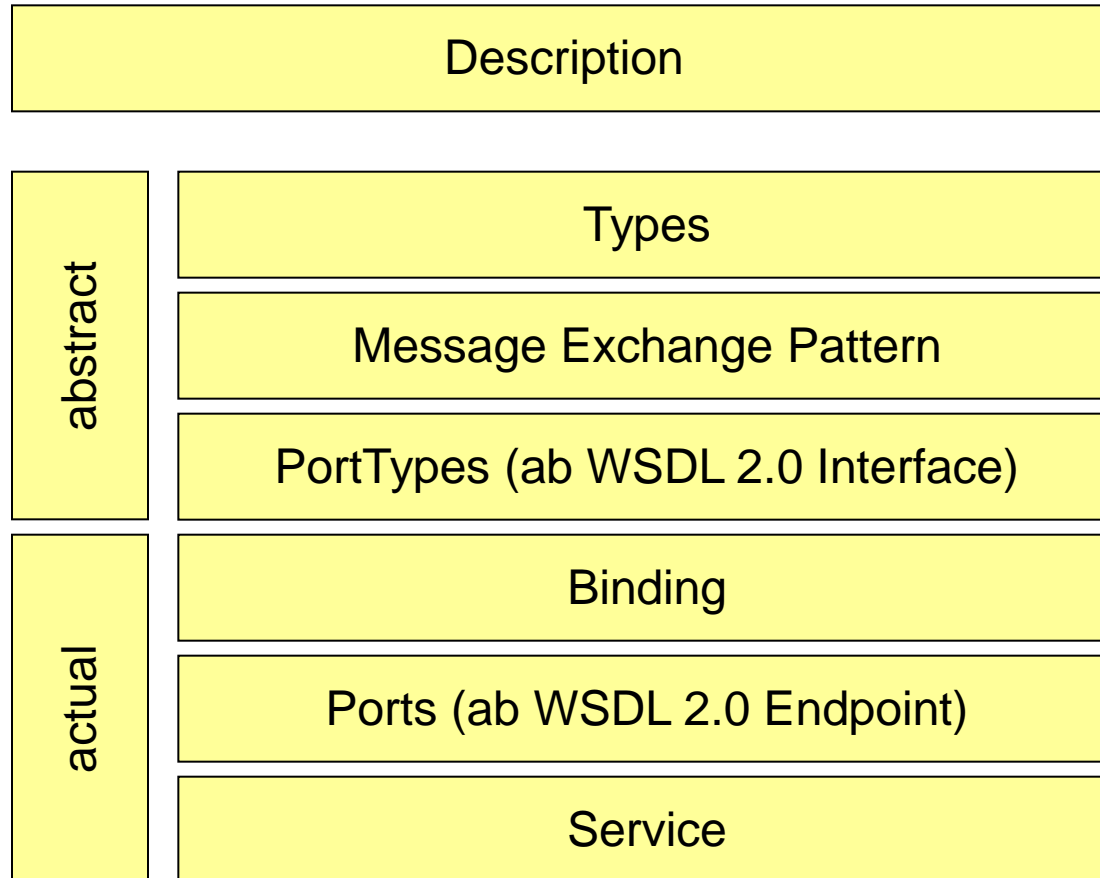 Description
abstract
Types
Message Exchange Pattern
PortTypes (ab WSDL 2.0 Interface)
actual
Binding
Ports (ab WSDL 2.0 Endpoint)
Service